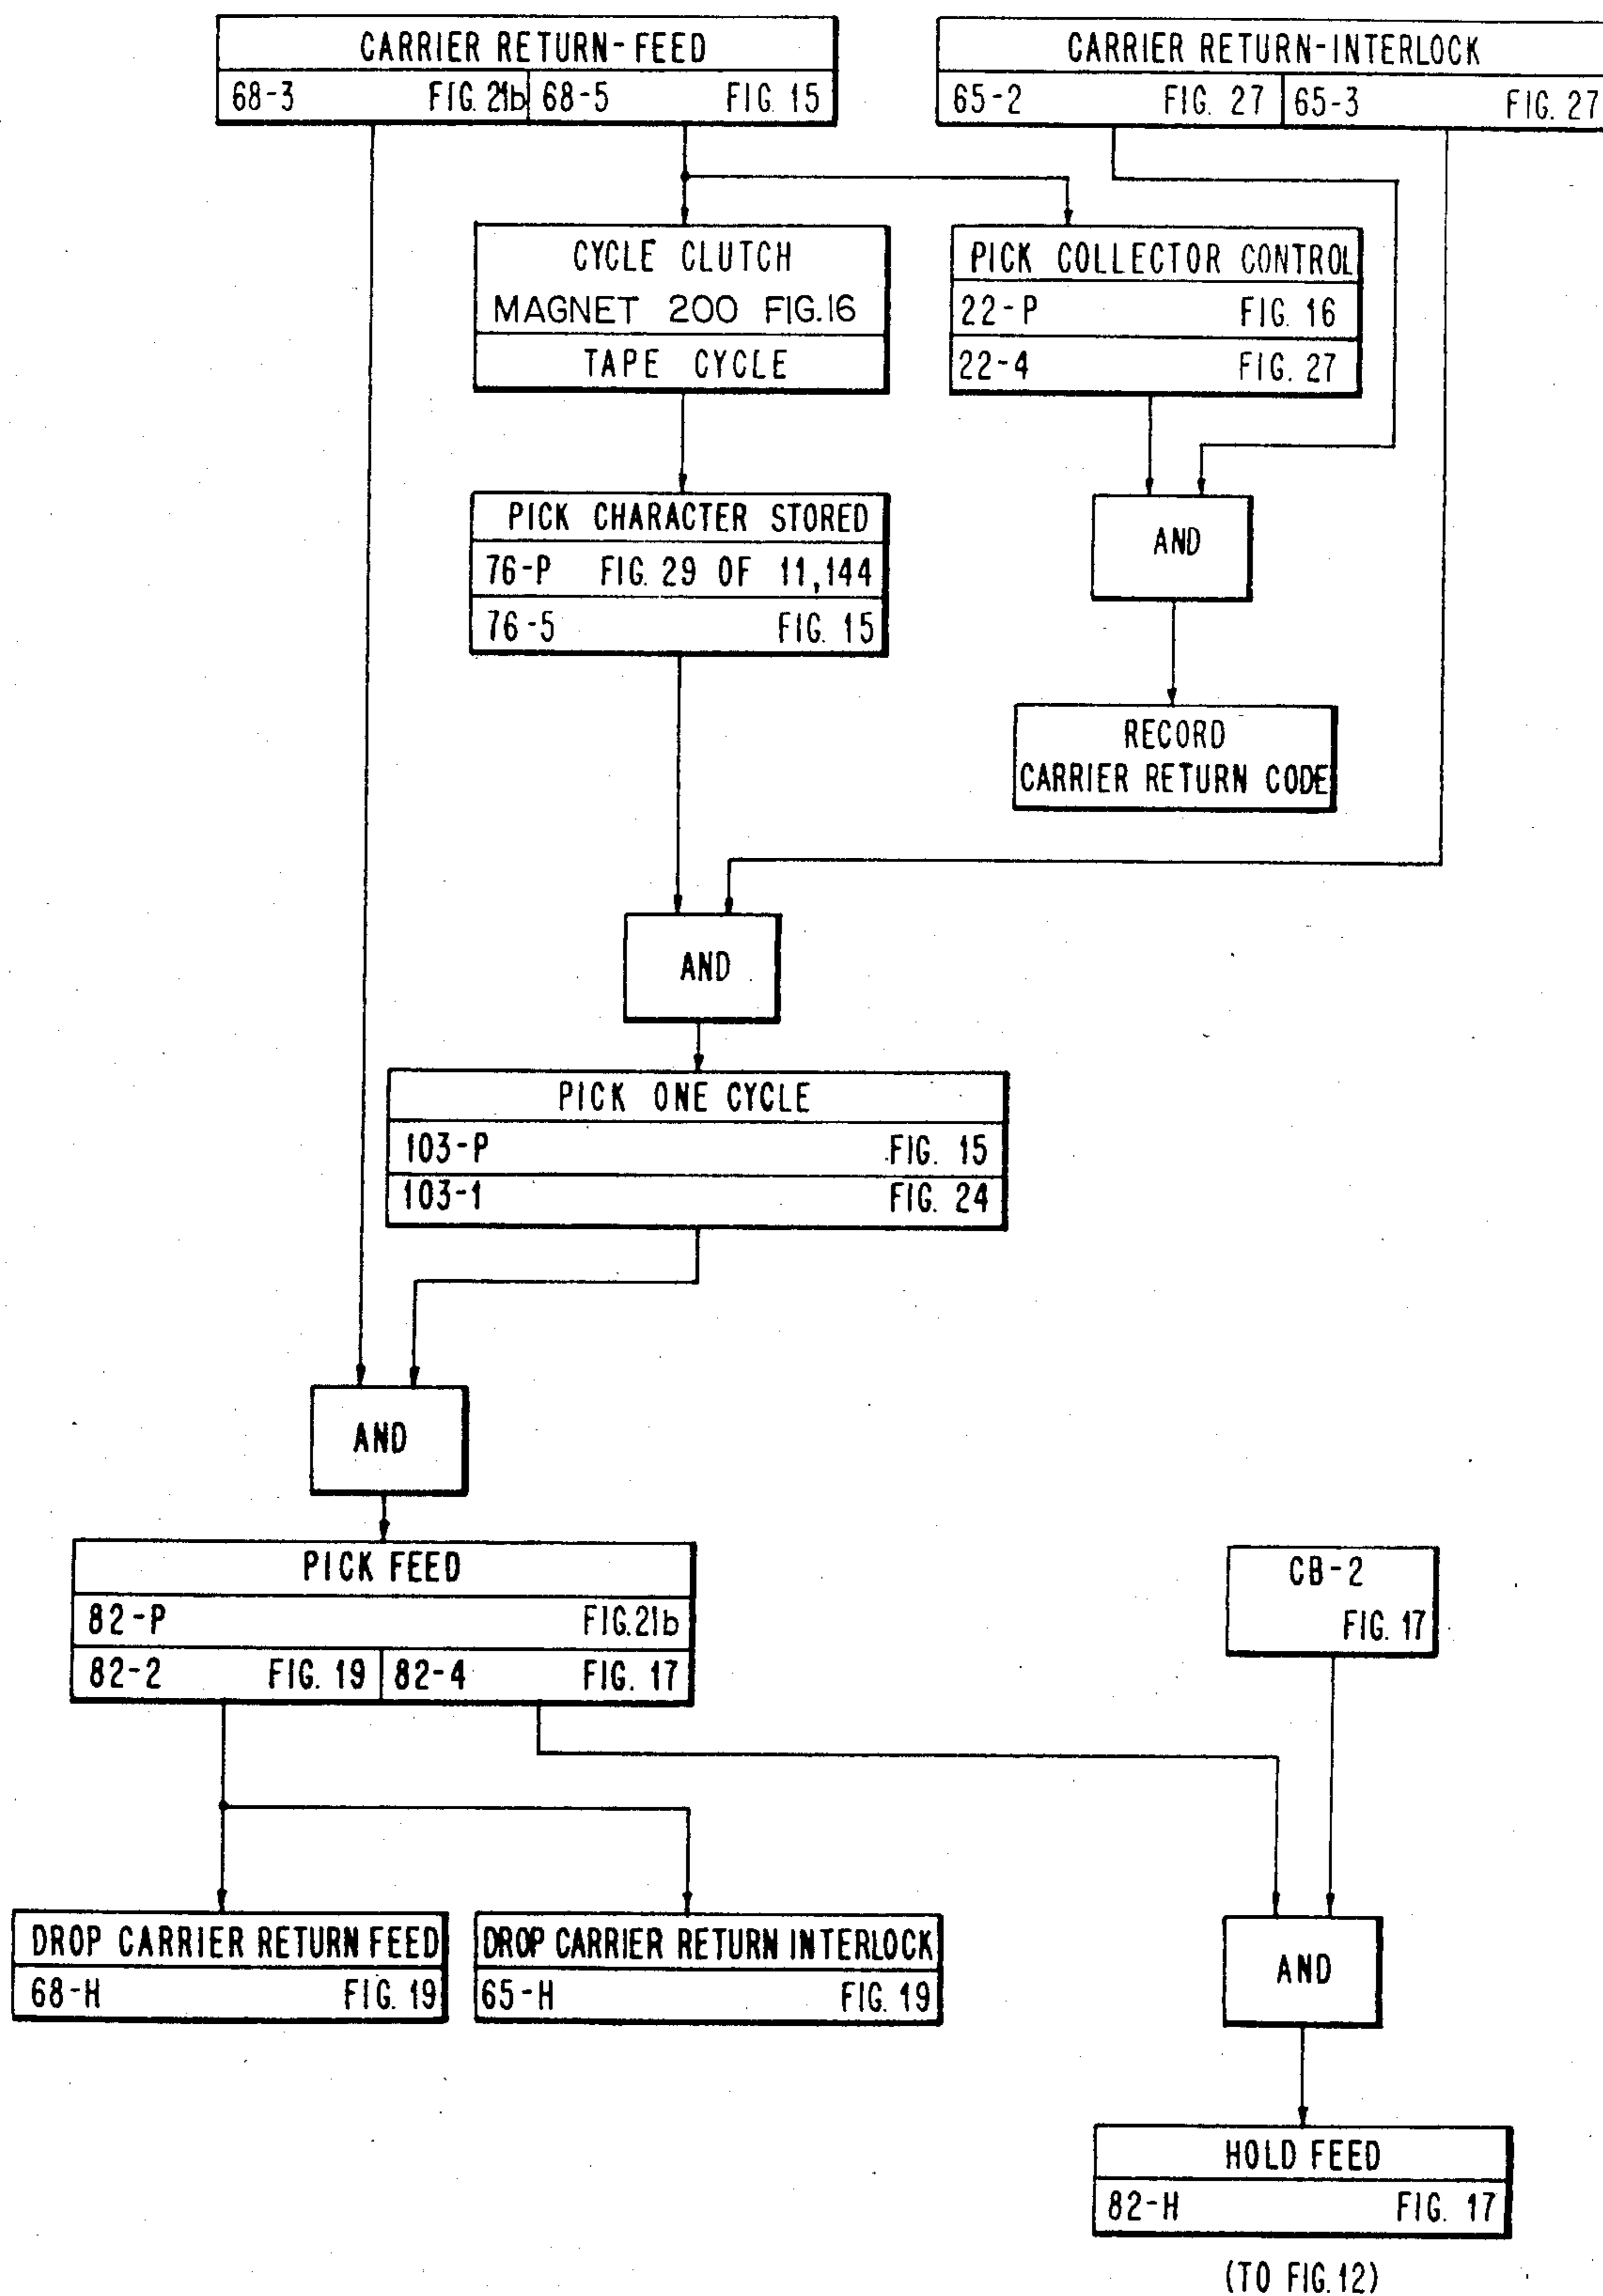 CARRIER RETURN-FEED
68-3 FIG. 21b 68-5 FIG 15
CARRIER RETURN-INTERLOCK
65-2 FIG. 27 65-3 FIG. 27
CYCLE CLUTCH
MAGNET 200 FIG.16
TAPE CYCLE
PICK COLLECTOR CONTROL
22-P FIG. 16
22-4 FIG. 27
PICK CHARACTER STORED
76-P FIG. 29 OF 11,144
76-5 FIG. 15
AND
RECORD
CARRIER RETURN CODE
AND
PICK ONE CYCLE
103-P FIG. 15
103-1 FIG. 24
AND
PICK FEED
82-P FIG.21b
82-2 FIG. 19 82-4 FIG. 17
CB-2
FIG. 17
DROP CARRIER RETURN FEED
68-H FIG. 19
DROP CARRIER RETURN INTERLOCK
65-H FIG. 19
AND
HOLD FEED
82-H FIG. 17
(TO FIG.12)